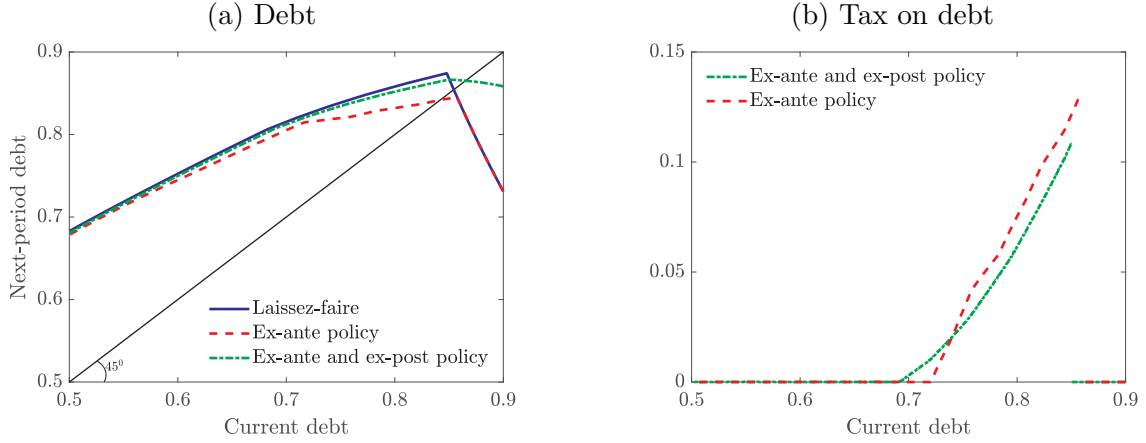 (a) Debt
Next-period debt
0.9
0.8
0.7
0.6
0.5
45⁰
Laissez-faire
Ex-ante policy
Ex-ante and ex-post policy
0.5 0.6 0.7 0.8 0.9
Current debt
(b) Tax on debt
0.15
0.1
0.05
0
Ex-ante and ex-post policy
Ex-ante policy
0.5 0.6 0.7 0.8 0.9
Current debt